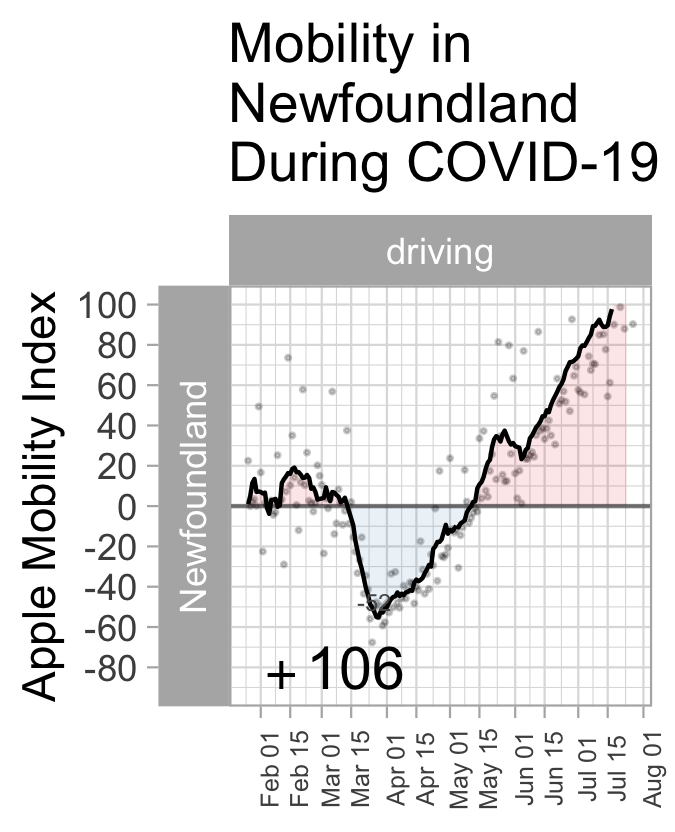 Mobility in
Newfoundland
During COVID-19
driving
Apple Mobility Index
Newfoundland
100
80
60
40
20
0
-20
-40
-60
-80
+ 106
Feb 01
Feb 15
Mar 01
Mar 15
Apr 01
Apr 15
May 01
May 15
Jun 01
Jun 15
Jul 01
Jul 15
Aug 01